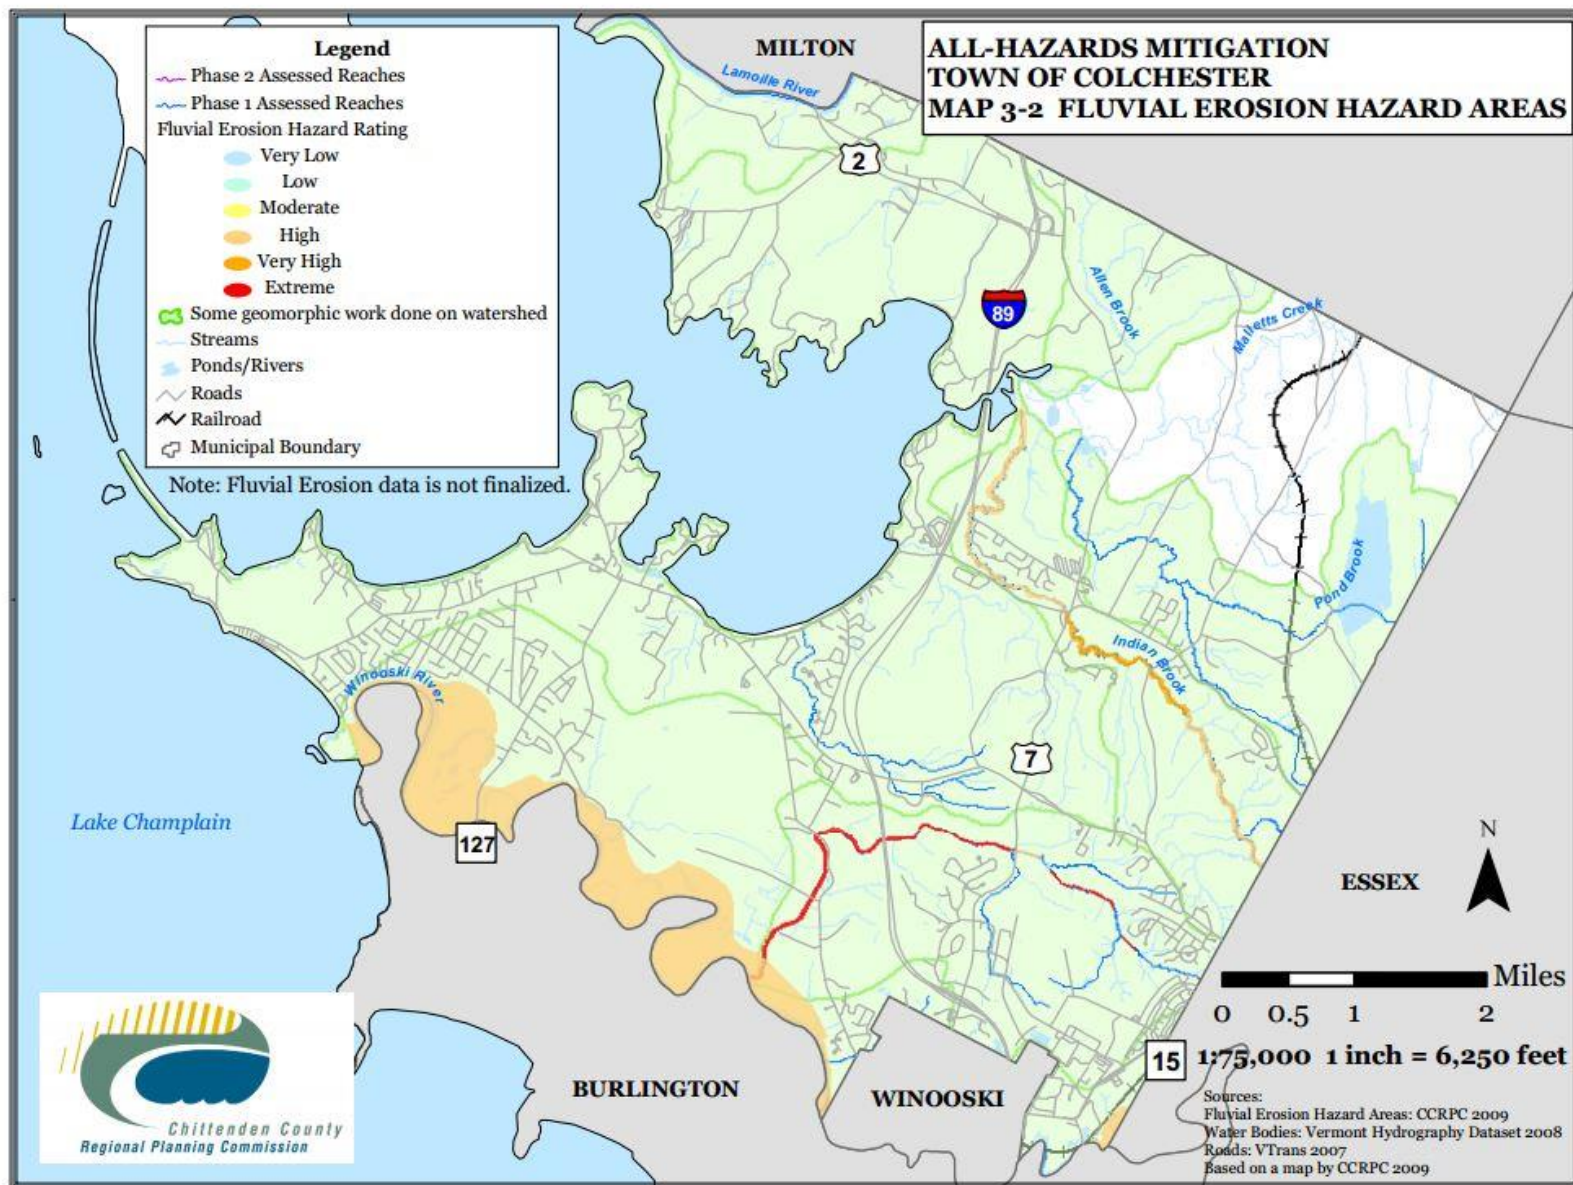 Legend
Phase 2 Assessed Reaches
Phase 1 Assessed Reaches
Fluvial Erosion Hazard Rating
Very Low
Low
Moderate
High
Very High
Extreme
Some geomorphic work done on watershed
Streams
Ponds/Rivers
Roads
Railroad
Municipal Boundary
Note: Fluvial Erosion data is not finalized.
ALL-HAZARDS MITIGATION
TOWN OF COLCHESTER
MAP 3-2 FLUVIAL EROSION HAZARD AREAS
MILTON
Lamoille River
2
89
Allen Brook
Malletts Creek
Pond Brook
Indian Brook
Winooski River
7
Lake Champlain
127
ESSEX
N
BURLINGTON
WINOOSKI
15
Miles
0 0.5 1 2
1:75,000 1 inch = 6,250 feet
Sources:
Fluvial Erosion Hazard Areas: CCRPC 2009
Water Bodies: Vermont Hydrography Dataset 2008
Roads: VTrans 2007
Based on a map by CCRPC 2009
Chittenden County
Regional Planning Commission